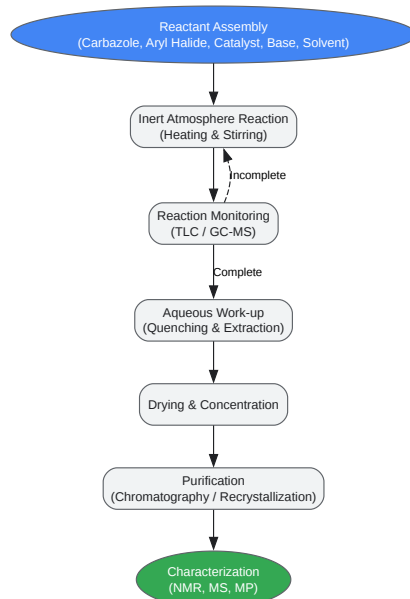 Reactant Assembly
(Carbazole, Aryl Halide, Catalyst, Base, Solvent)
Inert Atmosphere Reaction
(Heating & Stirring)
Incomplete
Reaction Monitoring
(TLC / GC-MS)
Complete
Aqueous Work-up
(Quenching & Extraction)
Drying & Concentration
Purification
(Chromatography / Recrystallization)
Characterization
(NMR, MS, MP)